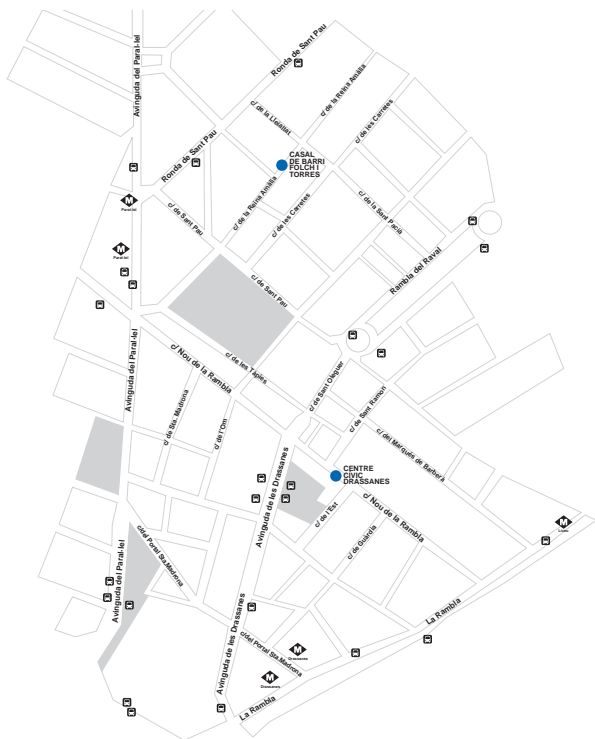 Ronda de Sant Pau
Avinguda del Paral·lel
c/ de la Reina Amàlia
c/ de la Lleialtat
c/ de les Carretes
Ronda de Sant Pau
CASAL
DE BARRI
FOLCH I
TORRES
M
Paral·lel
c/ de la Reina Amàlia
c/ de les Carretes
c/ de Sant Pau
c/ de la Sant Pacià
M
Paral·lel
Rambla del Raval
c/ de Sant Pau
Avinguda del Paral·lel
c/ Nou de la Rambla
c/ de les Tàpies
c/ de Sant Oleguer
c/ de Sant Ramon
c/ de Sta. Madrona
c/ de l'Om
c/ del Marquès de Barberà
Avinguda de les Drassanes
CENTRE
CÍVIC
DRASSANES
c/ Nou de la Rambla
c/ de l'Est
c/ de Guàrdia
M
Liceu
c/del Portal Sta.Madrona
Avinguda del Paral·lel
La Rambla
Avinguda de les Drassanes
c/del Portal Sta.Madrona
M
Drassanes
M
Drassanes
La Rambla